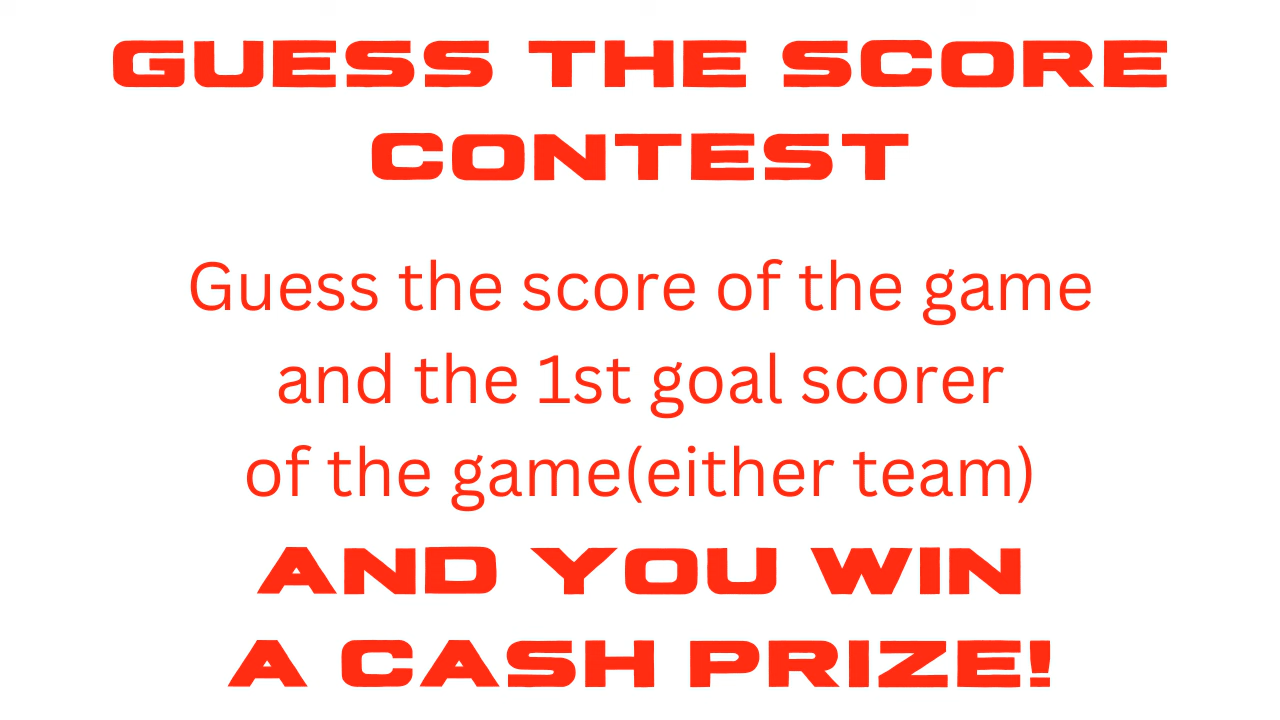 GUESS THE SCORE
CONTEST
Guess the score of the game
and the 1st goal scorer
of the game(either team)
AND YOU WIN
A CASH PRIZE!